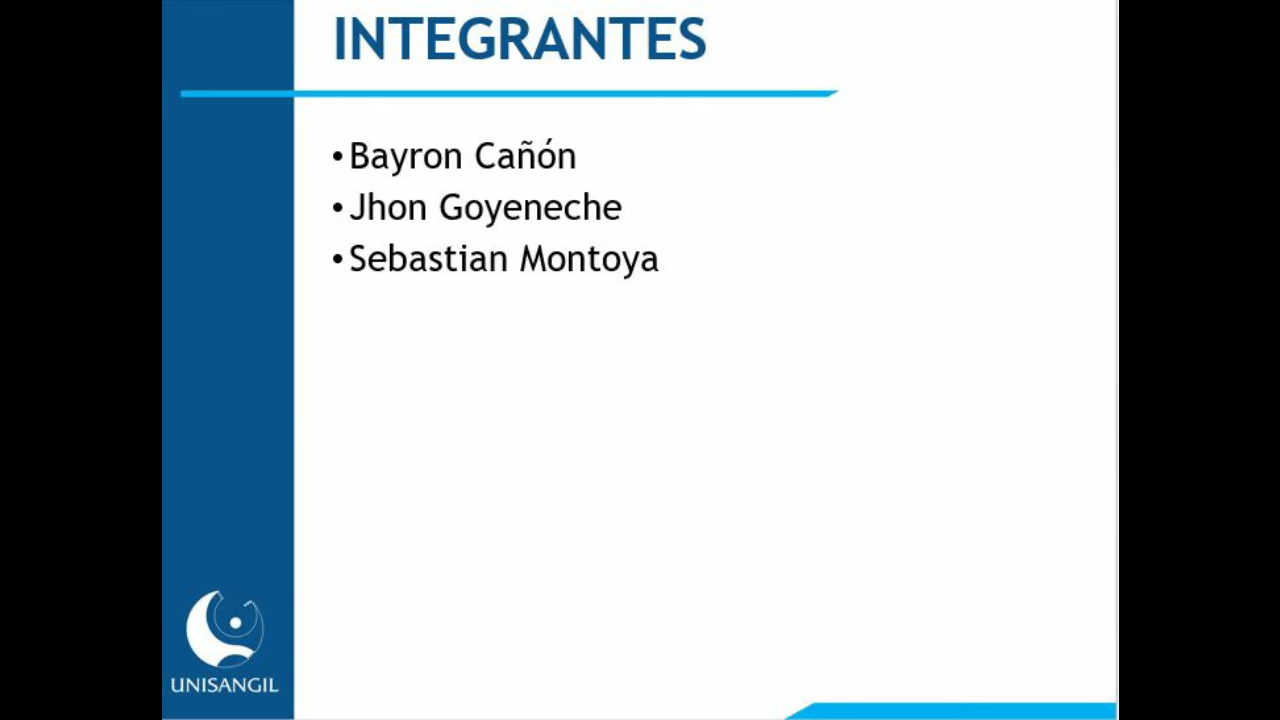 INTEGRANTES
• Bayron Cañón
• Jhon Goyeneche
• Sebastian Montoya
UNISANGIL